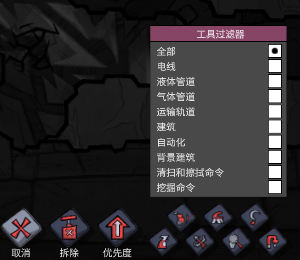 工具过滤器
全部
电线
液体管道
气体管道
运输轨道
建筑
自动化
背景建筑
清扫和擦拭命令
挖掘命令
取消
拆除
优先度